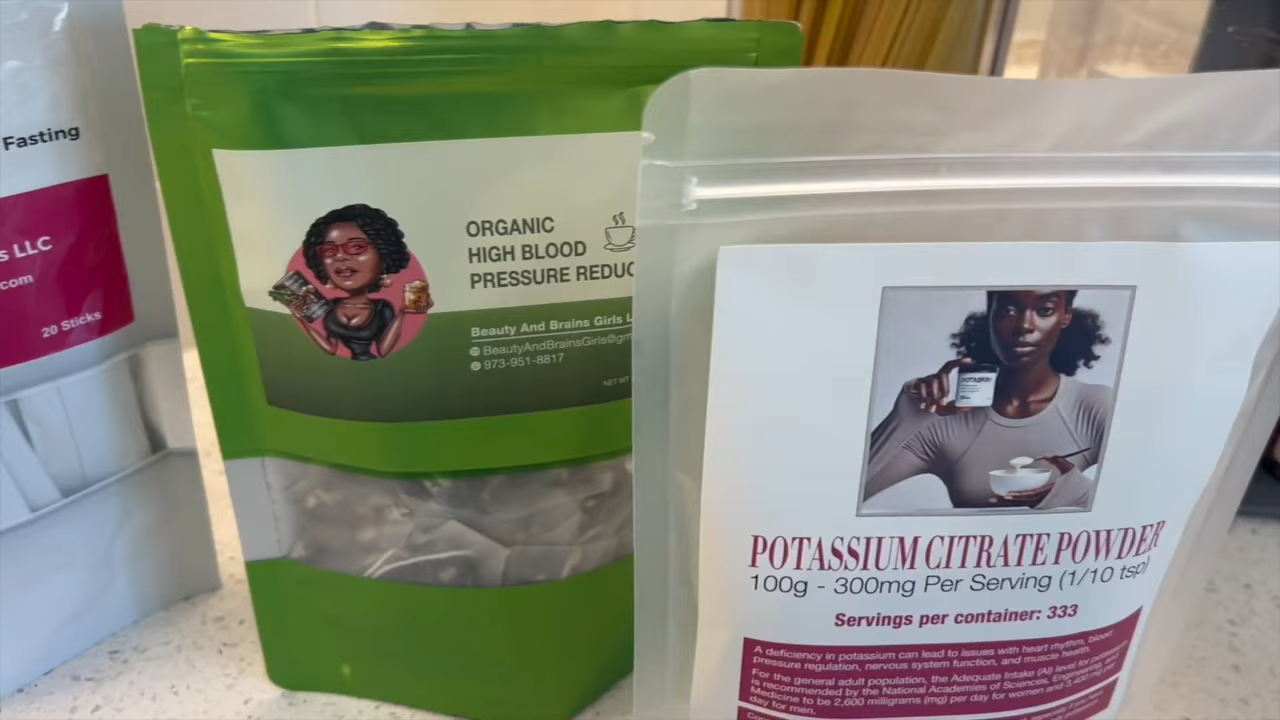 Fasting
s LLC
com
20 Sticks
ORGANIC
HIGH BLOOD
PRESSURE REDUC
Beauty And Brains Girls L
BeautyAndBrainsGirls@gm
973-951-8817
NET WT
POTASSIUM CITRATE POWDER
100g - 300mg Per Serving (1/10 tsp)
Servings per container: 333
A deficiency in potassium can lead to issues with heart rhythm, blood
pressure regulation, nervous system function, and muscle health.
For the general adult population, the Adequate Intake (AI) level for potassium
is recommended by the National Academies of Sciences, Engineering, and
Medicine to be 2,600 milligrams (mg) per day for women and 3,400 mg per
day for men.